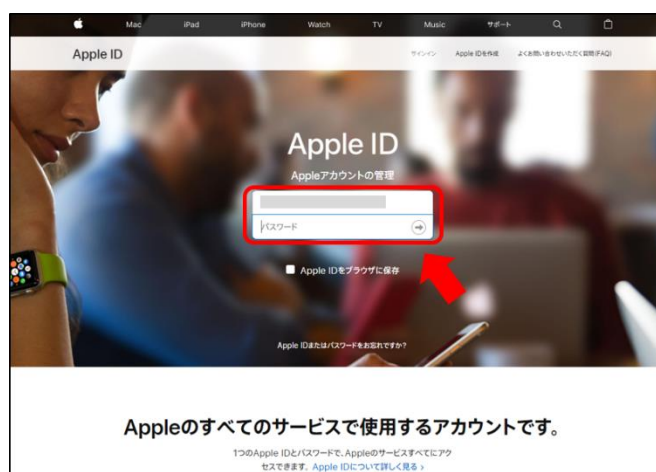 Mac iPad iPhone Watch TV Music サポート
Apple ID サインイン Apple IDを作成 よくお問い合わせいただく質問(FAQ)
Apple ID
Appleアカウントの管理
パスワード
Apple IDをブラウザに保存
Apple IDまたはパスワードをお忘れですか?
Appleのすべてのサービスで使用するアカウントです。
1つのApple IDとパスワードで、Appleのサービスすべてにアク
セスできます。 Apple IDについて詳しく見る ›